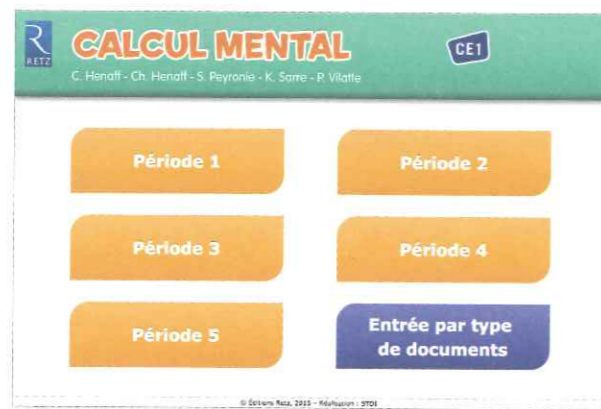 RETZ
CALCUL MENTAL
CE1
C. Henaff - Ch. Henaff - S. Peyronie - K. Sarre - P. Vilatte
Période 1
Période 2
Période 3
Période 4
Période 5
Entrée par type
de documents
© Éditions Retz, 2015 - Réalisation : STDI